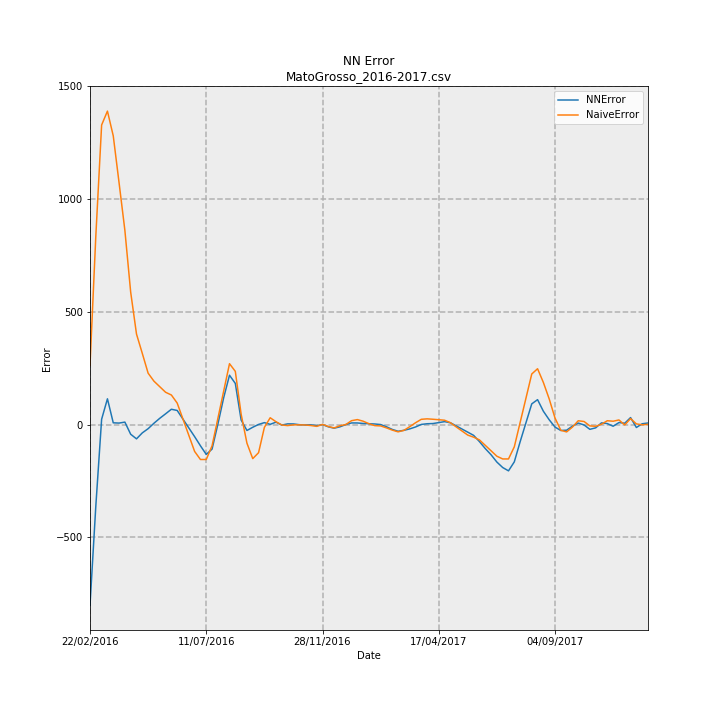 NN Error
MatoGrosso_2016-2017.csv
NNError
NaiveError
1500
1000
500
0
−500
Error
22/02/2016 11/07/2016 28/11/2016 17/04/2017 04/09/2017
Date